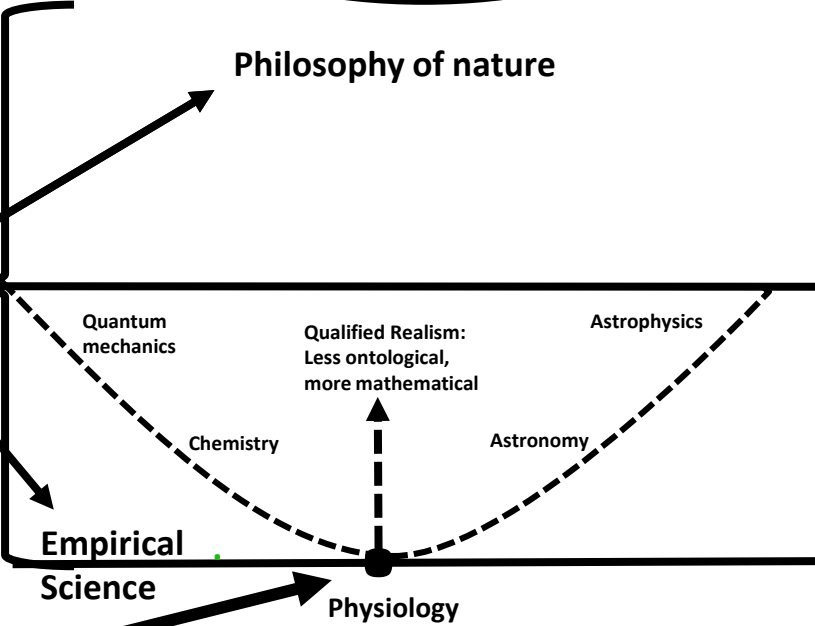 Philosophy of nature
Quantum
mechanics
Qualified Realism:
Less ontological,
more mathematical
Astrophysics
Chemistry
Astronomy
Empirical
Science
Physiology